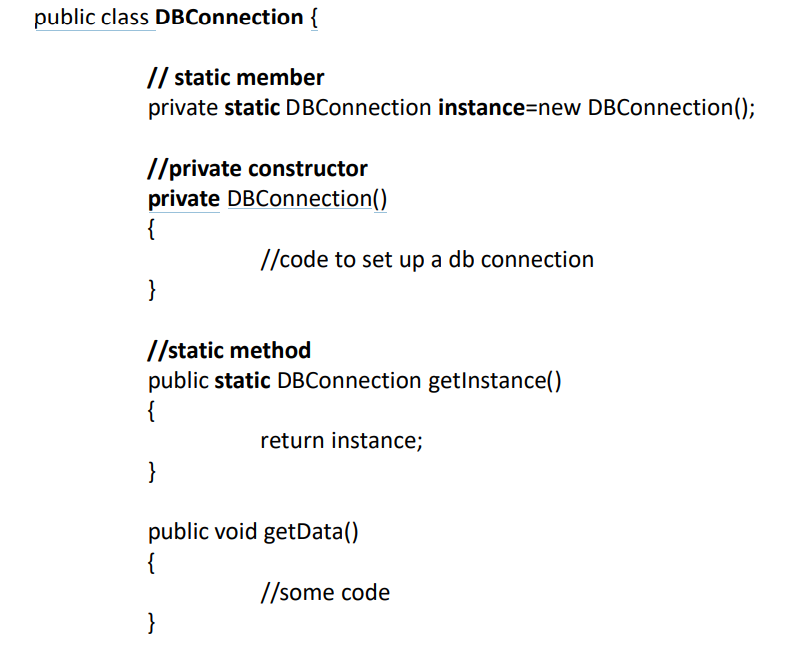 public class DBConnection {
// static member
private static DBConnection instance=new DBConnection();
//private constructor
private DBConnection()
{
//code to set up a db connection
}
//static method
public static DBConnection getInstance()
{
return instance;
}
public void getData()
{
//some code
}